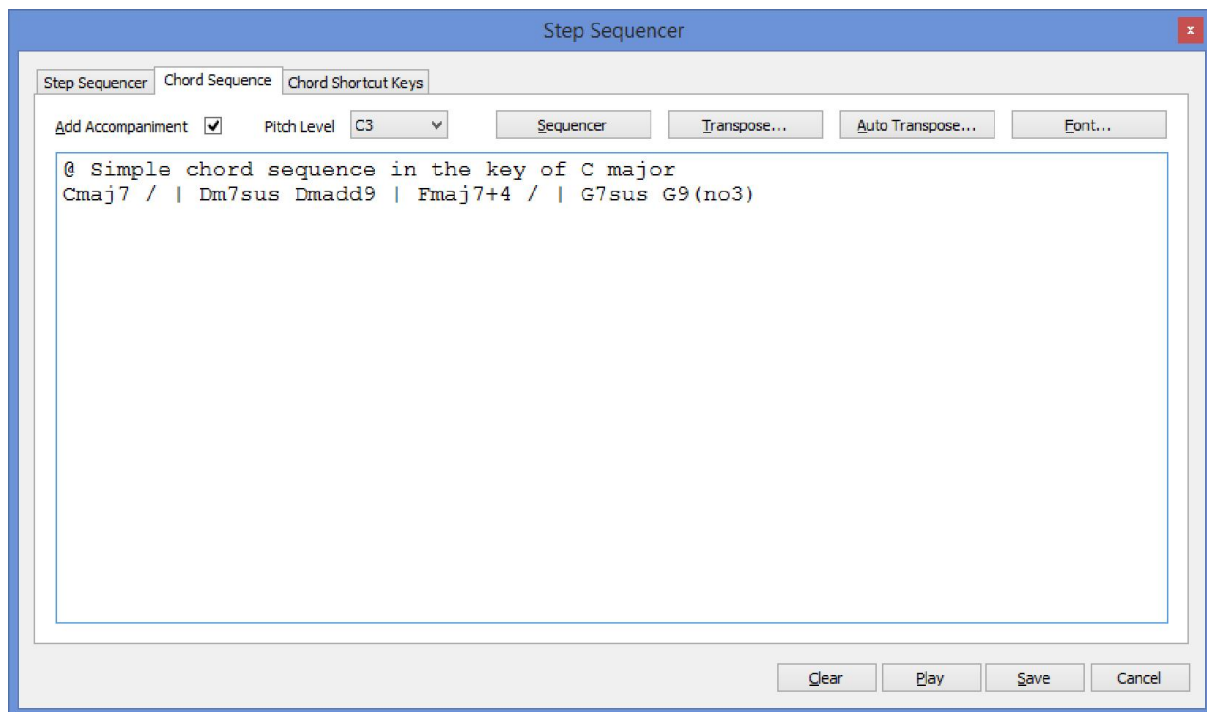 Step Sequencer
x
Step Sequencer Chord Sequence Chord Shortcut Keys
Add Accompaniment Pitch Level C3 Sequencer Transpose... Auto Transpose... Font...
@ Simple chord sequence in the key of C major
Cmaj7 / | Dm7sus Dmadd9 | Fmaj7+4 / | G7sus G9(no3)
Clear Play Save Cancel